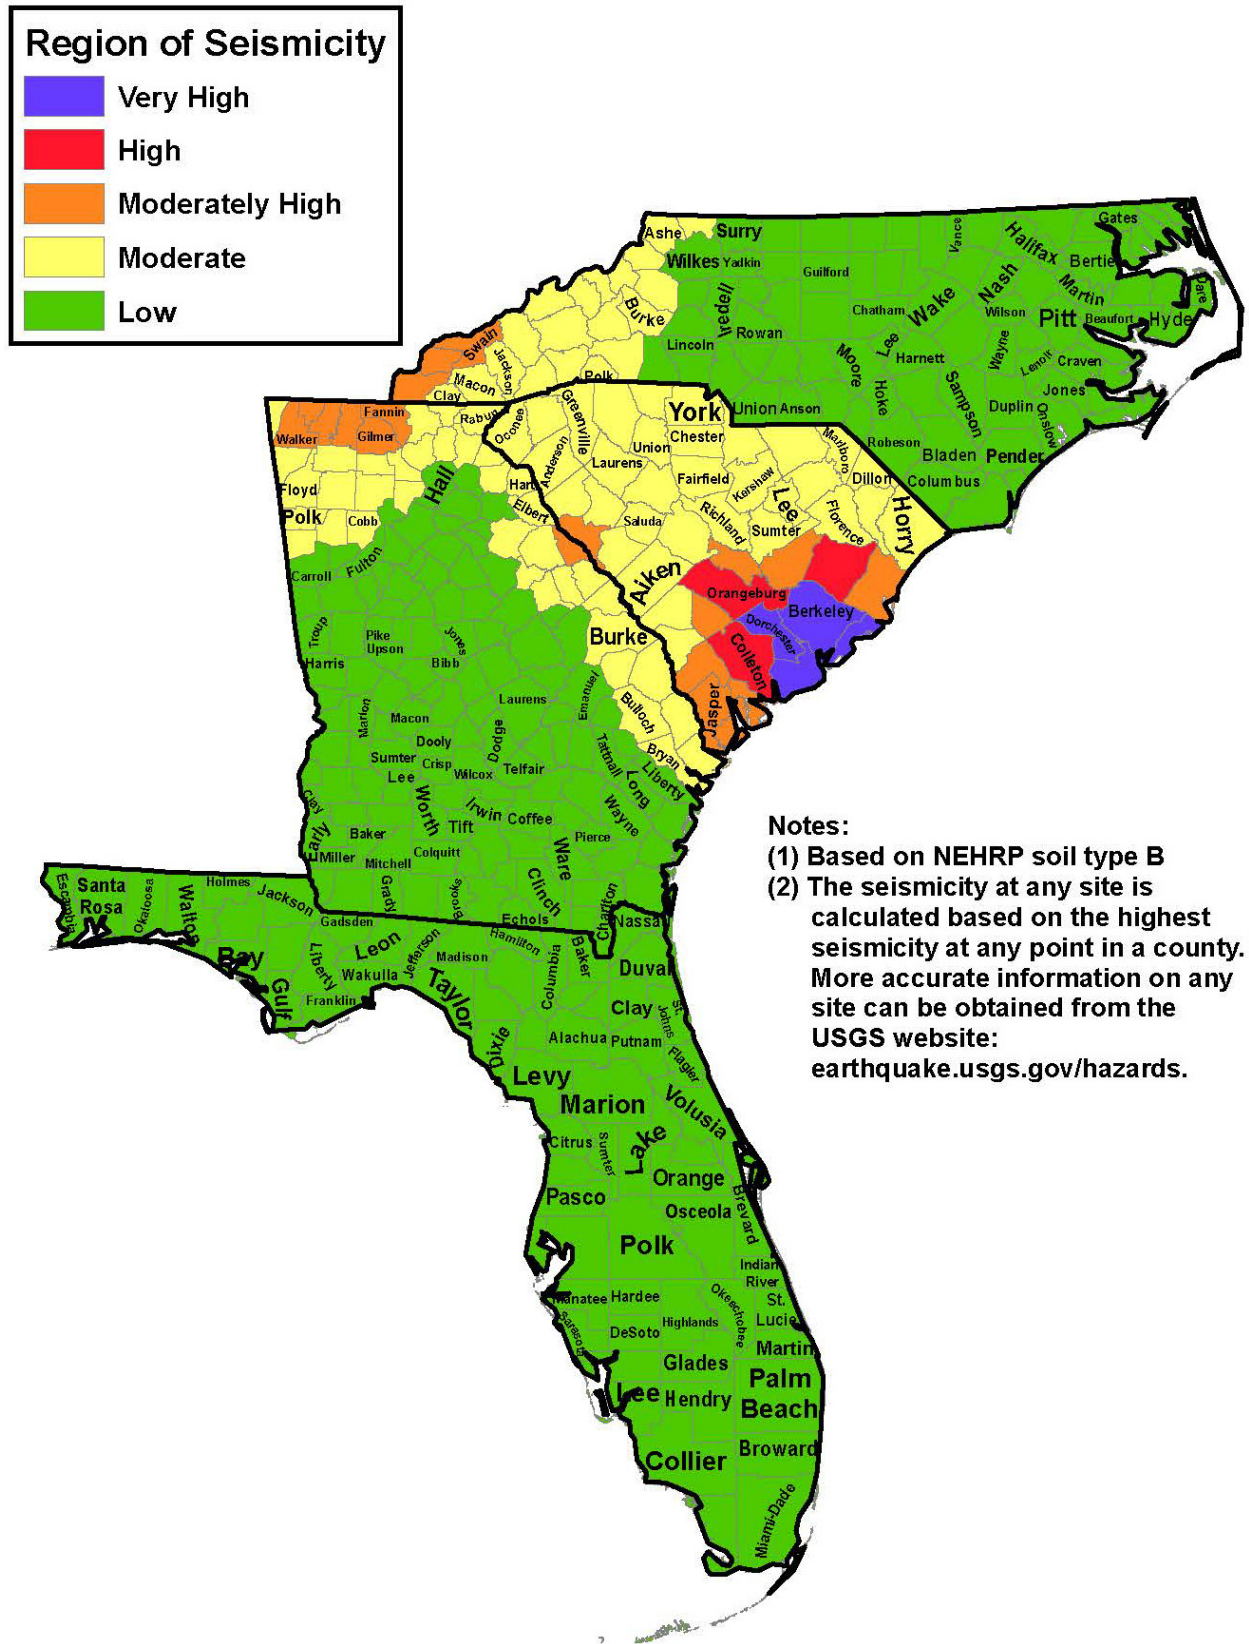 Region of Seismicity
Very High
High
Moderately High
Moderate
Low
Ashe
Surry
Wilkes
Yadkin
Guilford
Vance
Halifax
Gates
Bertie
Nash
Martin
Dare
Burke
Iredell
Chatham
Wake
Wilson
Pitt
Beaufort
Hyde
Swain
Jackson
Lincoln
Rowan
Moore
Lee
Harnett
Wayne
Lenoir
Craven
Macon
Clay
Polk
Hoke
Sampson
Jones
Duplin
Onslow
Union
Anson
Robeson
Bladen
Pender
Columbus
Fannin
Walker
Gilmer
Rabun
Oconee
Greenville
York
Chester
Union
Anderson
Laurens
Marlboro
Dillon
Floyd
Hall
Hart
Fairfield
Kershaw
Lee
Polk
Cobb
Elbert
Saluda
Richland
Sumter
Florence
Horry
Carroll
Fulton
Aiken
Orangeburg
Berkeley
Dorchester
Colleton
Jasper
Troup
Pike
Upson
Jones
Burke
Harris
Bibb
Laurens
Emanuel
Bulloch
Marion
Macon
Dooly
Dodge
Tattnall
Bryan
Sumter
Crisp
Lee
Wilcox
Telfair
Long
Liberty
Clay
Worth
Irwin
Coffee
Wayne
Early
Baker
Tift
Pierce
Miller
Mitchell
Colquitt
Ware
Grady
Brooks
Clinch
Charlton
Echols
Notes:
(1) Based on NEHRP soil type B
(2) The seismicity at any site is
calculated based on the highest
seismicity at any point in a county.
More accurate information on any
site can be obtained from the
USGS website:
earthquake.usgs.gov/hazards.
Escambia
Santa
Rosa
Okaloosa
Walton
Holmes
Jackson
Gadsden
Bay
Liberty
Leon
Jefferson
Madison
Hamilton
Nassau
Gulf
Franklin
Wakulla
Taylor
Columbia
Baker
Duval
Clay
St.
Johns
Dixie
Alachua
Putnam
Flagler
Levy
Marion
Volusia
Citrus
Sumter
Lake
Orange
Pasco
Osceola
Brevard
Polk
Indian
River
Manatee
Hardee
Okeechobee
St.
Lucie
Sarasota
DeSoto
Highlands
Martin
Glades
Lee
Hendry
Palm
Beach
Collier
Broward
Miami-Dade